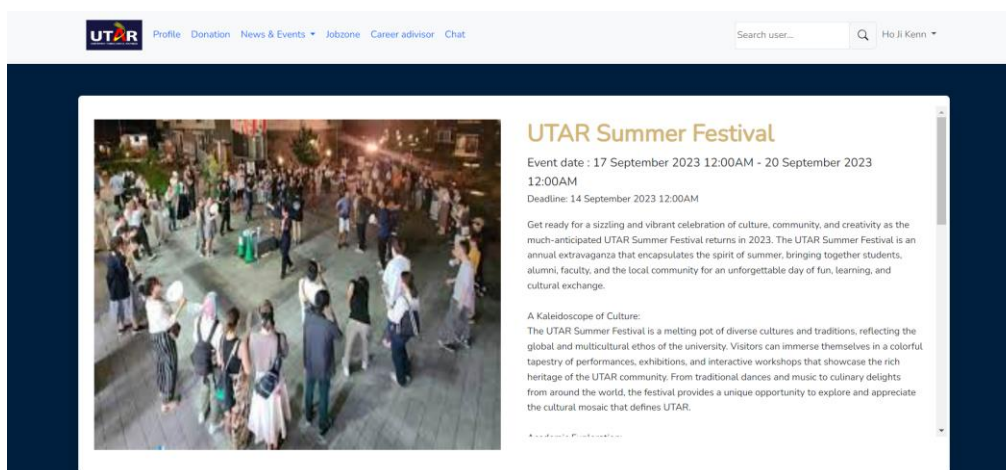 UTAR
Profile Donation News & Events Jobzone Career adivisor Chat
Search user...
Ho Ji Kenn
UTAR Summer Festival
Event date : 17 September 2023 12:00AM - 20 September 2023
12:00AM
Deadline: 14 September 2023 12:00AM
Get ready for a sizzling and vibrant celebration of culture, community, and creativity as the
much-anticipated UTAR Summer Festival returns in 2023. The UTAR Summer Festival is an
annual extravaganza that encapsulates the spirit of summer, bringing together students,
alumni, faculty, and the local community for an unforgettable day of fun, learning, and
cultural exchange.
A Kaleidoscope of Culture:
The UTAR Summer Festival is a melting pot of diverse cultures and traditions, reflecting the
global and multicultural ethos of the university. Visitors can immerse themselves in a colorful
tapestry of performances, exhibitions, and interactive workshops that showcase the rich
heritage of the UTAR community. From traditional dances and music to culinary delights
from around the world, the festival provides a unique opportunity to explore and appreciate
the cultural mosaic that defines UTAR.